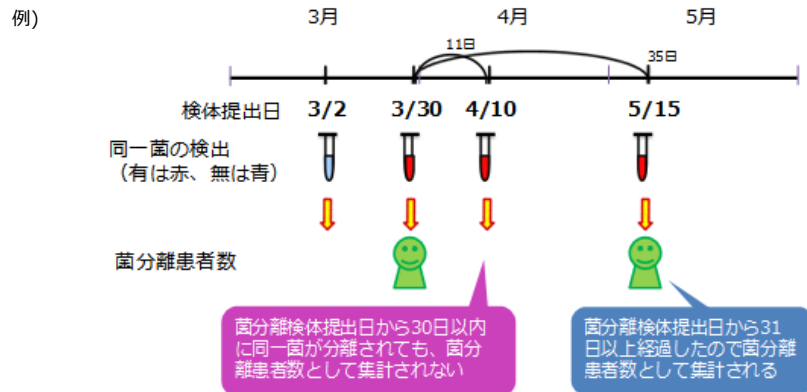 例)
3月 4月 5月
11日
35日
検体提出日 3/2 3/30 4/10 5/15
同一菌の検出
(有は赤、無は青)
菌分離患者数
菌分離検体提出日から30日以内
に同一菌が分離されても、菌分
離患者数として集計されない
菌分離検体提出日から31
日以上経過したので菌分離
患者数として集計される